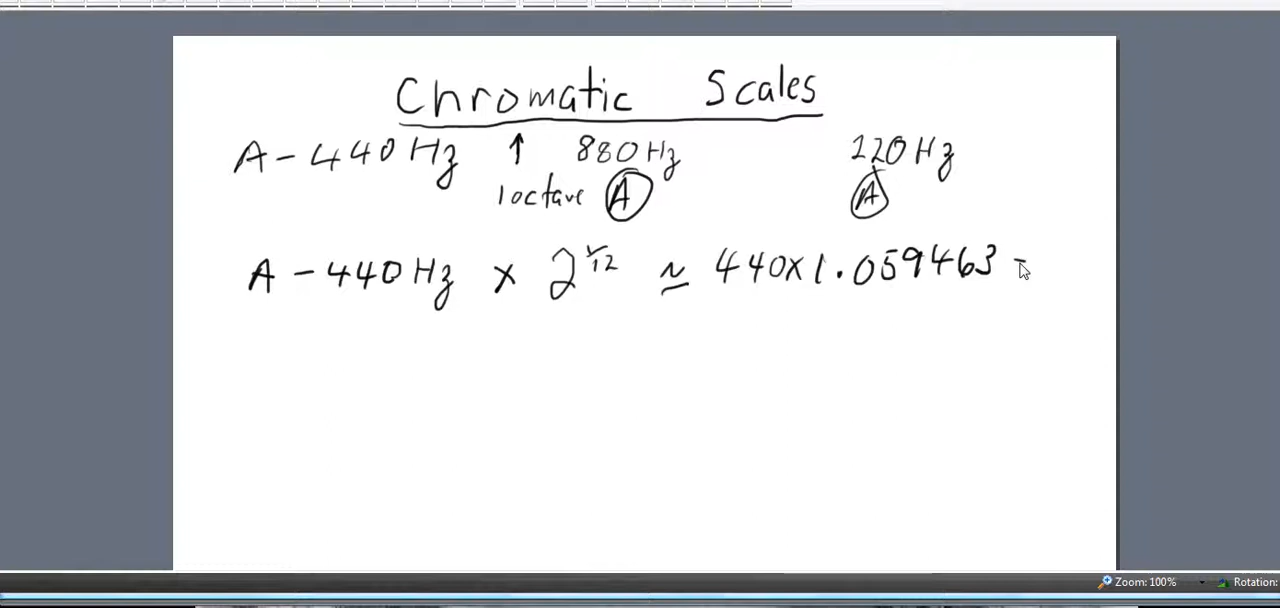 Chromatic Scales
A - 440 Hz ↑ 880 Hz 220 Hz
1 octave A A
A - 440 Hz × 2^1/12 ≃ 440 × 1.059463 =
Zoom: 100% Rotation: